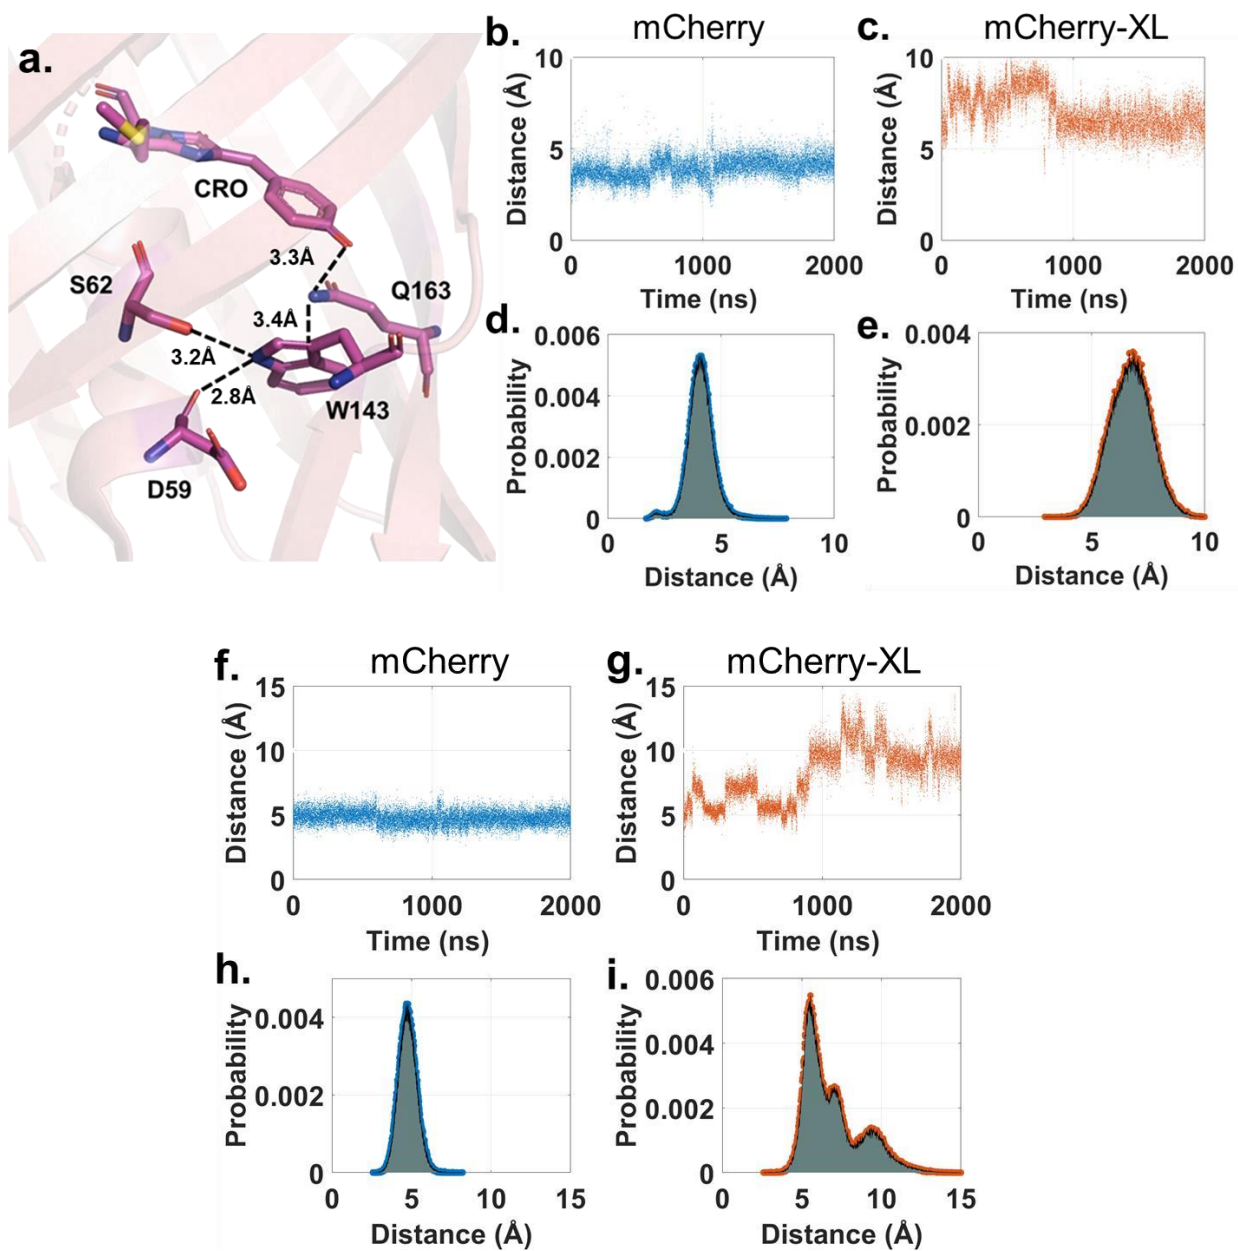 a.
CRO
3.3Å
S62
Q163
3.4Å
3.2Å
2.8Å
W143
D59
b.
mCherry
Distance (Å)
10
5
0
0 1000 2000
Time (ns)
c.
mCherry-XL
Distance (Å)
10
5
0
0 1000 2000
Time (ns)
d.
Probability
0.006
0.004
0.002
0
0 5 10
Distance (Å)
e.
Probability
0.004
0.002
0
0 5 10
Distance (Å)
f.
mCherry
Distance (Å)
15
10
5
0
0 1000 2000
Time (ns)
g.
mCherry-XL
Distance (Å)
15
10
5
0
0 1000 2000
Time (ns)
h.
Probability
0.004
0.002
0
0 5 10 15
Distance (Å)
i.
Probability
0.006
0.004
0.002
0
0 5 10 15
Distance (Å)